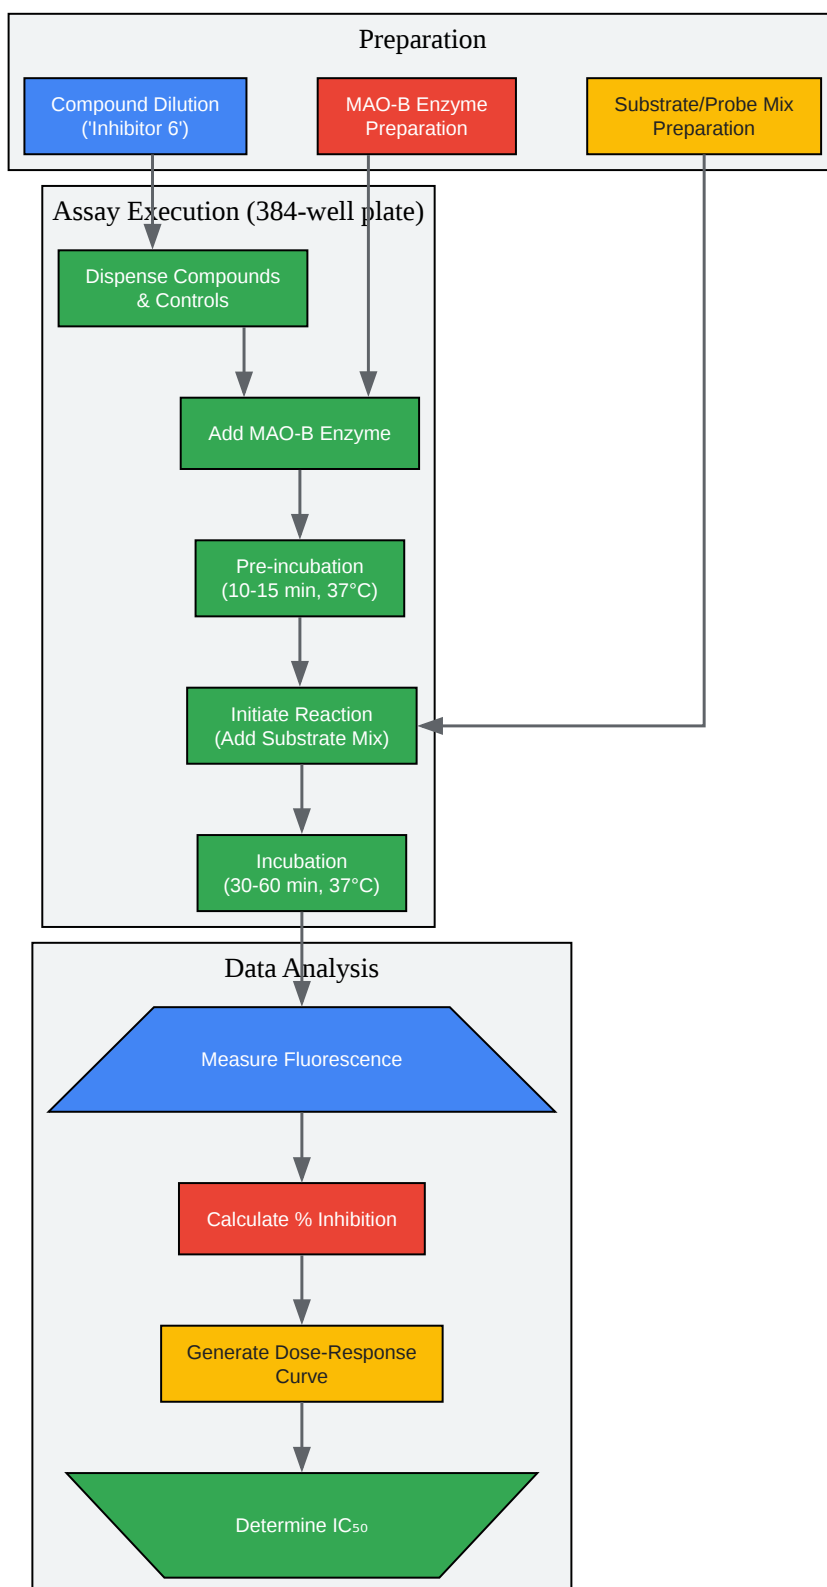 Preparation
Compound Dilution
('Inhibitor 6')
MAO-B Enzyme
Preparation
Substrate/Probe Mix
Preparation
Assay Execution (384-well plate)
Dispense Compounds
& Controls
Add MAO-B Enzyme
Pre-incubation
(10-15 min, 37°C)
Initiate Reaction
(Add Substrate Mix)
Incubation
(30-60 min, 37°C)
Data Analysis
Measure Fluorescence
Calculate % Inhibition
Generate Dose-Response
Curve
Determine IC₅₀